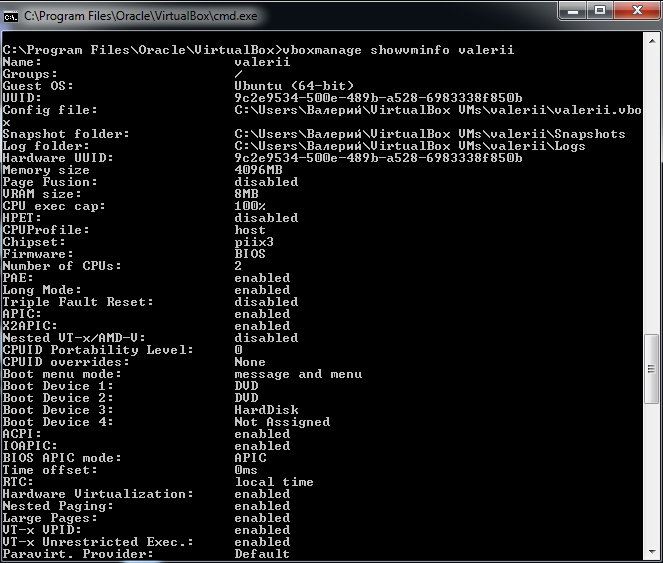 C:\Program Files\Oracle\VirtualBox\cmd.exe
C:\Program Files\Oracle\VirtualBox>vboxmanage showvminfo valerii
Name: valerii
Groups: /
Guest OS: Ubuntu (64-bit)
UUID: 9c2e9534-500e-489b-a528-6983338f850b
Config file: C:\Users\Валерий\VirtualBox VMs\valerii\valerii.vbo
x
Snapshot folder: C:\Users\Валерий\VirtualBox VMs\valerii\Snapshots
Log folder: C:\Users\Валерий\VirtualBox VMs\valerii\Logs
Hardware UUID: 9c2e9534-500e-489b-a528-6983338f850b
Memory size 4096MB
Page Fusion: disabled
VRAM size: 8MB
CPU exec cap: 100%
HPET: disabled
CPUProfile: host
Chipset: piix3
Firmware: BIOS
Number of CPUs: 2
PAE: enabled
Long Mode: enabled
Triple Fault Reset: disabled
APIC: enabled
X2APIC: enabled
Nested VT-x/AMD-V: disabled
CPUID Portability Level: 0
CPUID overrides: None
Boot menu mode: message and menu
Boot Device 1: DVD
Boot Device 2: DVD
Boot Device 3: HardDisk
Boot Device 4: Not Assigned
ACPI: enabled
IOAPIC: enabled
BIOS APIC mode: APIC
Time offset: 0ms
RTC: local time
Hardware Virtualization: enabled
Nested Paging: enabled
Large Pages: enabled
VT-x VPID: enabled
VT-x Unrestricted Exec.: enabled
Paravirt. Provider: Default